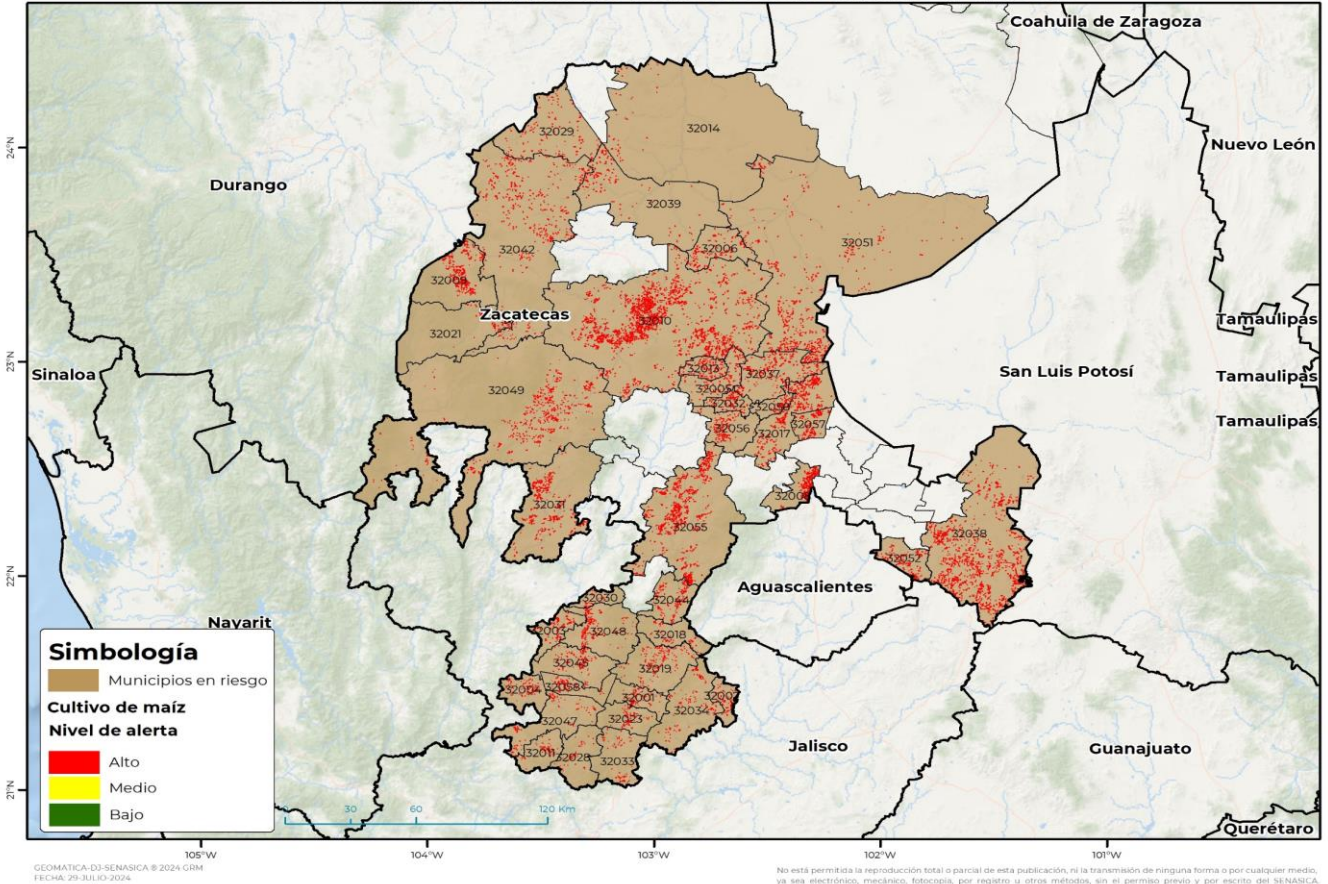 Coahuila de Zaragoza
24°N
32029
32014
Nuevo León
Durango
32039
32042
32006
32051
Zacatecas
32010
Tamaulipas
32021
23°N
Sinaloa
32037
San Luis Potosí
32049
Tamaulipas
Tamaulipas
32056
32017
32057
32031
32055
32038
32052
22°N
Aguascalientes
32030
32044
Nayarit
32003
32048
32018
32019
32001
32034
32047
32023
32011
32028
32033
Jalisco
Guanajuato
21°N
Querétaro
Simbología
Municipios en riesgo
Cultivo de maíz
Nivel de alerta
Alto
Medio
Bajo
0 30 60 120 Km
105°W 104°W 103°W 102°W 101°W
GEOMATICA-DJ-SENASICA ® 2024 GRM
FECHA: 29-JULIO-2024
No está permitida la reproducción total o parcial de esta publicación, ni la transmisión de ninguna forma o por cualquier medio,
ya sea electrónico, mecánico, fotocopia, por registro u otros métodos, sin el permiso previo y por escrito del SENASICA.